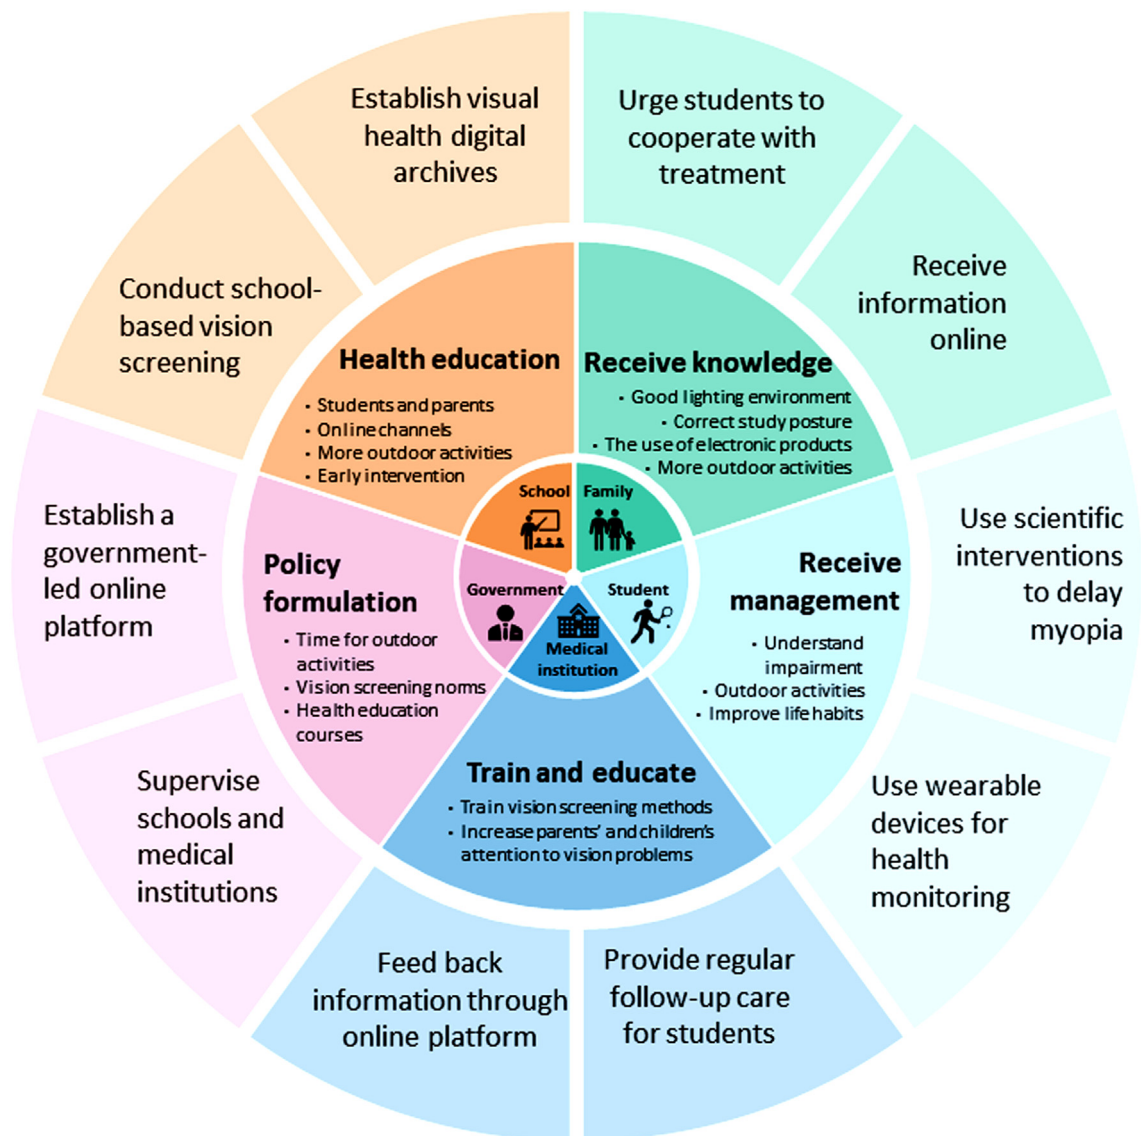 Establish visual
health digital
archives
Urge students to
cooperate with
treatment
Conduct school-
based vision
screening
Receive
information
online
Health education
• Students and parents
• Online channels
• More outdoor activities
• Early intervention
Receive knowledge
• Good lighting environment
• Correct study posture
• The use of electronic products
• More outdoor activities
School
Family
Establish a
government-
led online
platform
Policy
formulation
• Time for outdoor
activities
• Vision screening norms
• Health education
courses
Government
Student
Medical
institution
Receive
management
• Understand
impairment
• Outdoor activities
• Improve life habits
Use scientific
interventions
to delay
myopia
Supervise
schools and
medical
institutions
Train and educate
• Train vision screening methods
• Increase parents' and children's
attention to vision problems
Use wearable
devices for
health
monitoring
Feed back
information through
online platform
Provide regular
follow-up care
for students